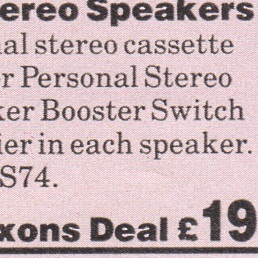 ereo Speakers
al stereo cassette
r Personal Stereo
ker Booster Switch
ier in each speaker.
S74.
xons Deal £19